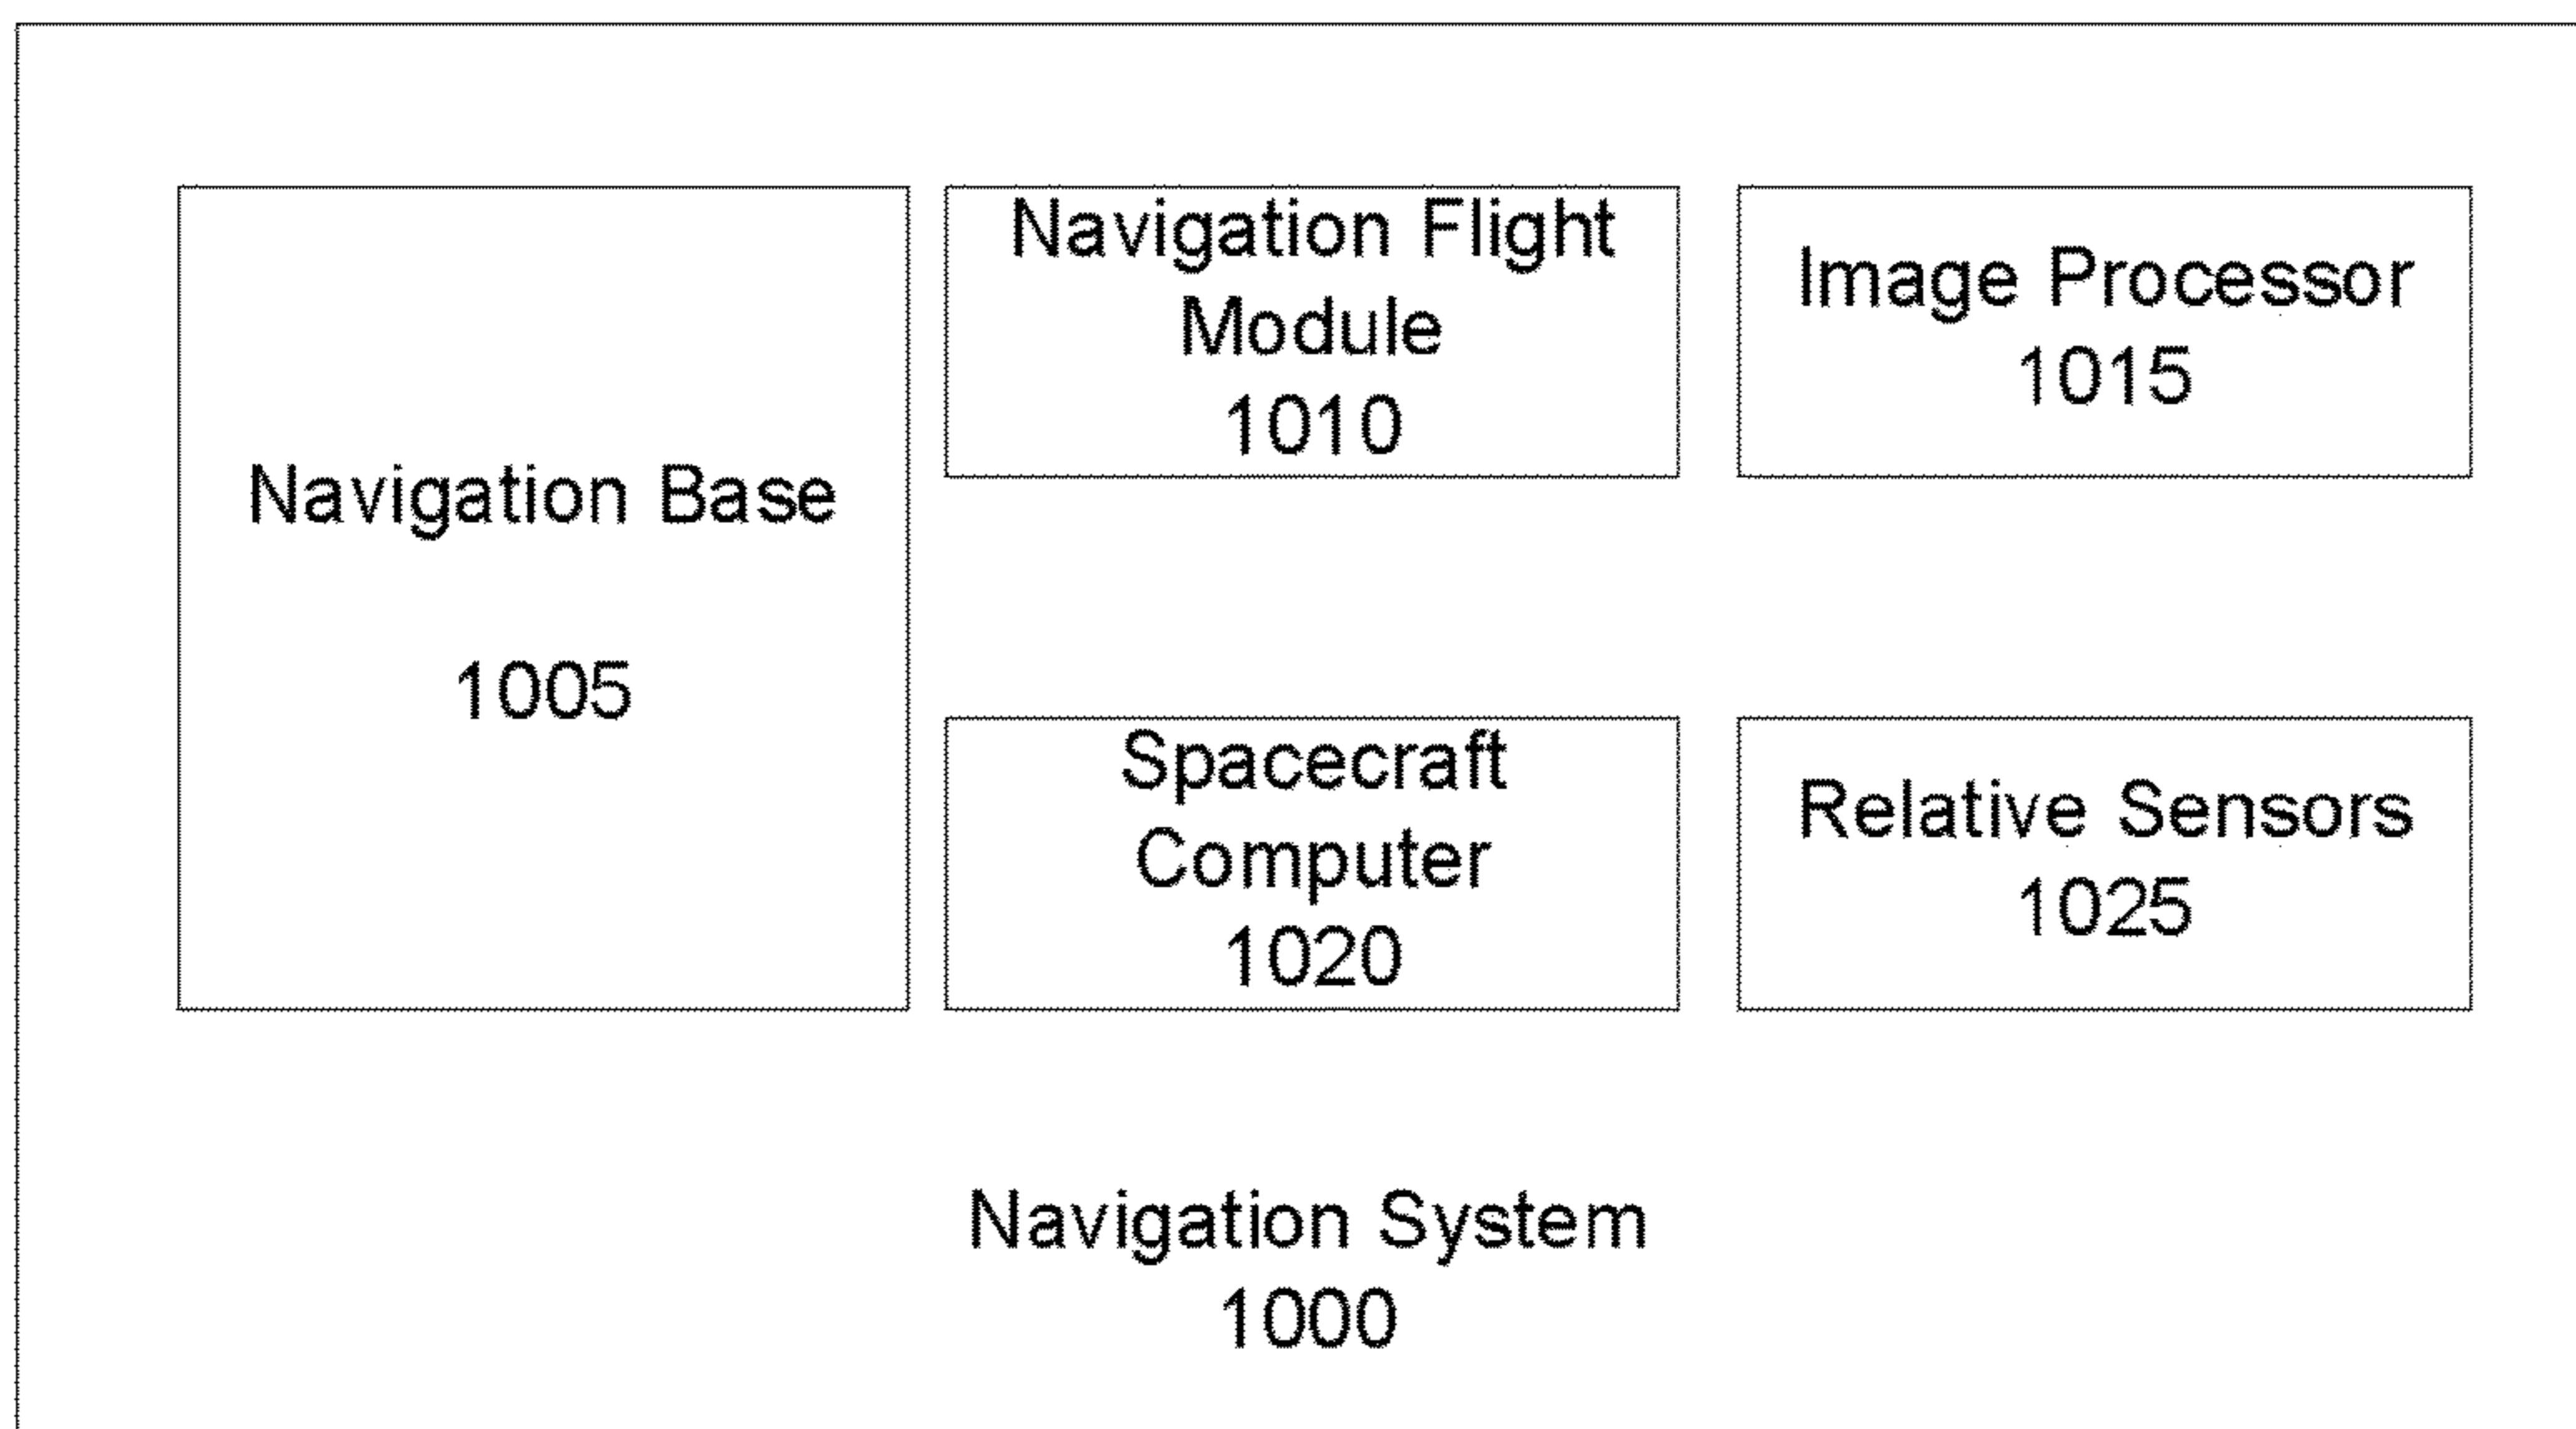 Navigation Base
1005
Navigation Flight
Module
1010
Image Processor
1015
Spacecraft
Computer
1020
Relative Sensors
1025
Navigation System
1000